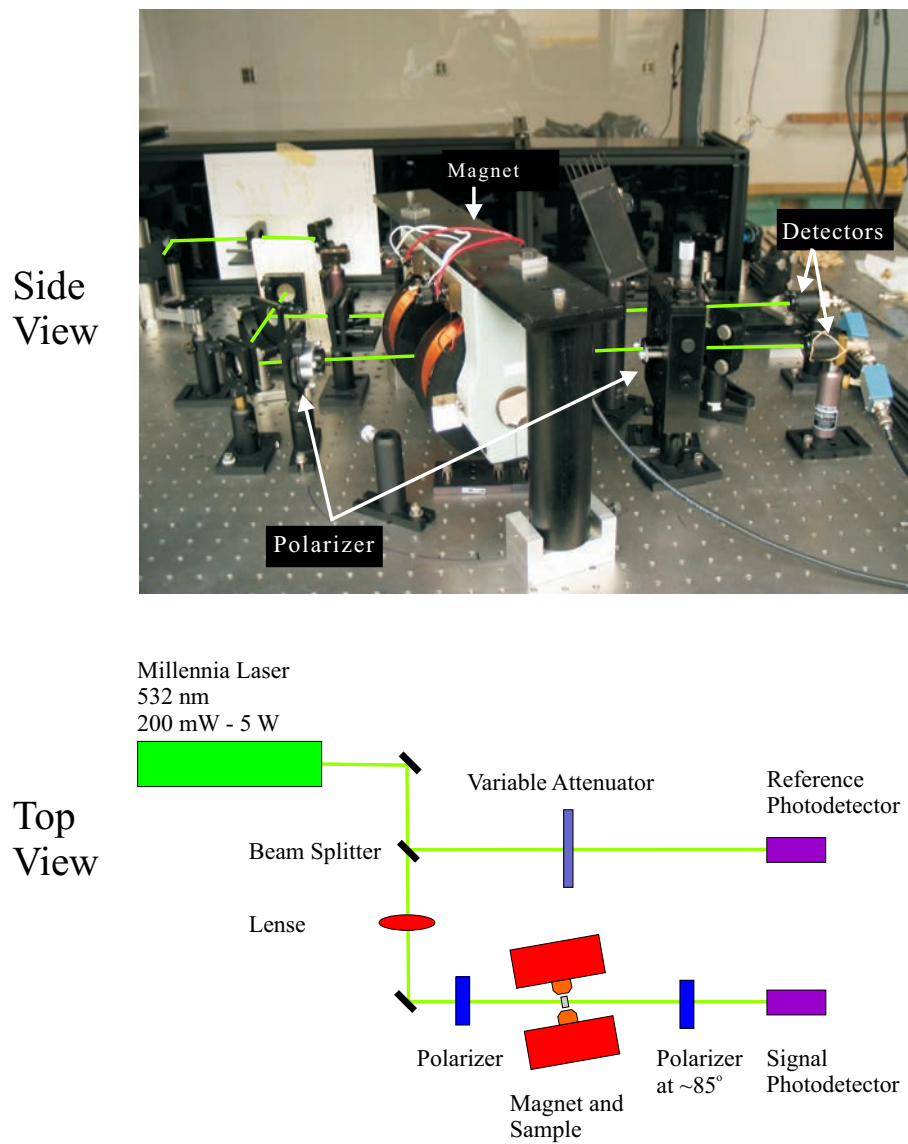 Side
View
Magnet
Detectors
Polarizer
Top
View
Millennia Laser
532 nm
200 mW - 5 W
Variable Attenuator
Reference
Photodetector
Beam Splitter
Lense
Polarizer
Magnet and
Sample
Polarizer
at ~85°
Signal
Photodetector